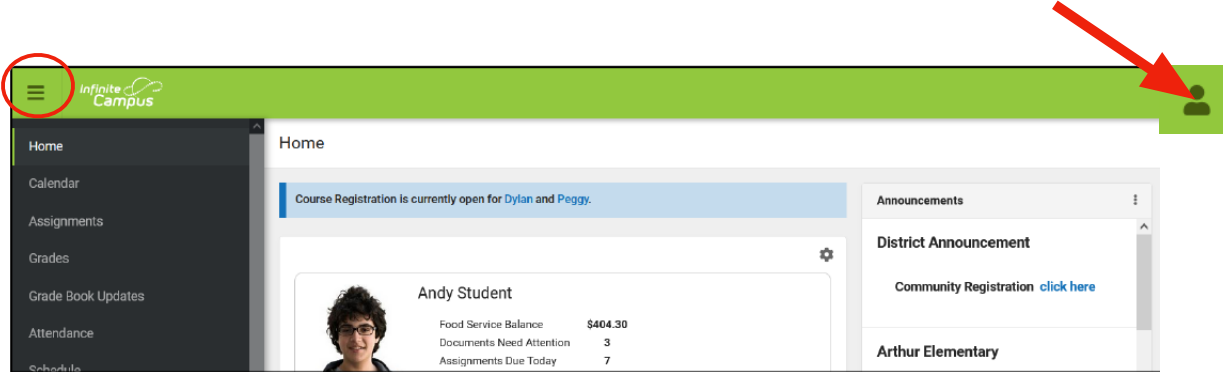 Infinite
Campus
Home
Calendar
Assignments
Grades
Grade Book Updates
Attendance
Schedule
Home
Course Registration is currently open for Dylan and Peggy.
Andy Student
Food Service Balance $404.30
Documents Need Attention 3
Assignments Due Today 7
Announcements
District Announcement
Community Registration click here
Arthur Elementary